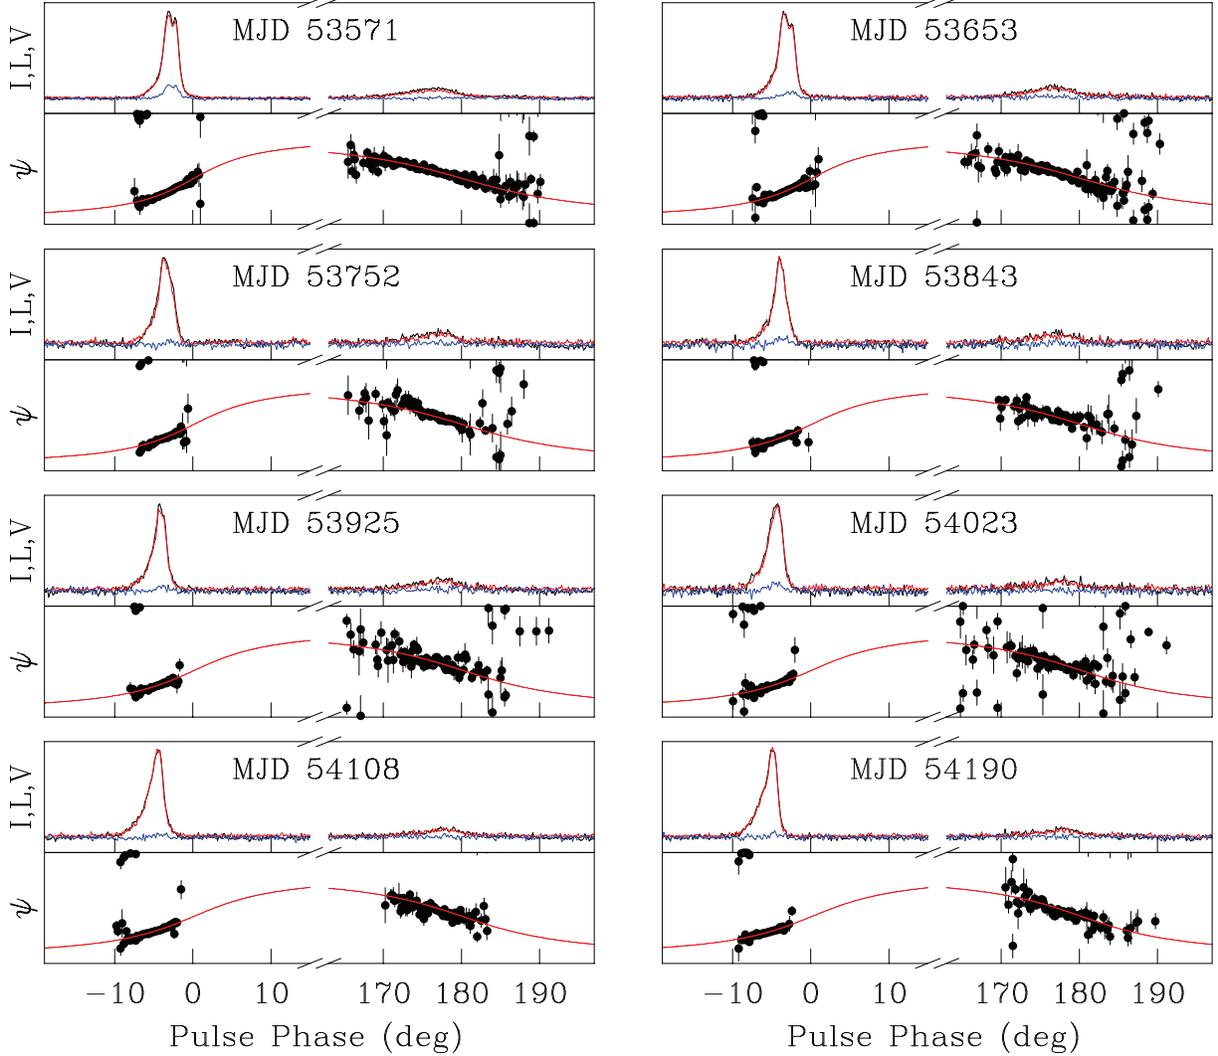 I,L,V MJD 53571 MJD 53653
ψ
I,L,V MJD 53752 MJD 53843
ψ
I,L,V MJD 53925 MJD 54023
ψ
I,L,V MJD 54108 MJD 54190
ψ
−10 0 10 170 180 190 −10 0 10 170 180 190
Pulse Phase (deg) Pulse Phase (deg)